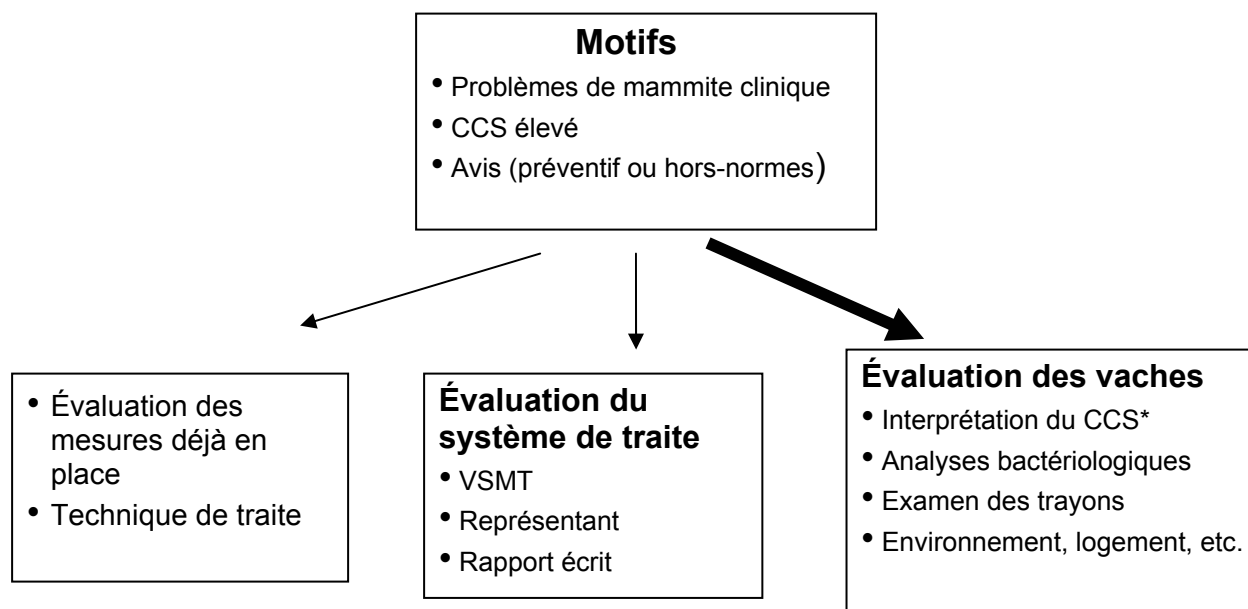 Motifs
• Problèmes de mammite clinique
• CCS élevé
• Avis (préventif ou hors-normes)
• Évaluation des
mesures déjà en
place
• Technique de traite
Évaluation du
système de traite
• VSMT
• Représentant
• Rapport écrit
Évaluation des vaches
• Interprétation du CCS*
• Analyses bactériologiques
• Examen des trayons
• Environnement, logement, etc.